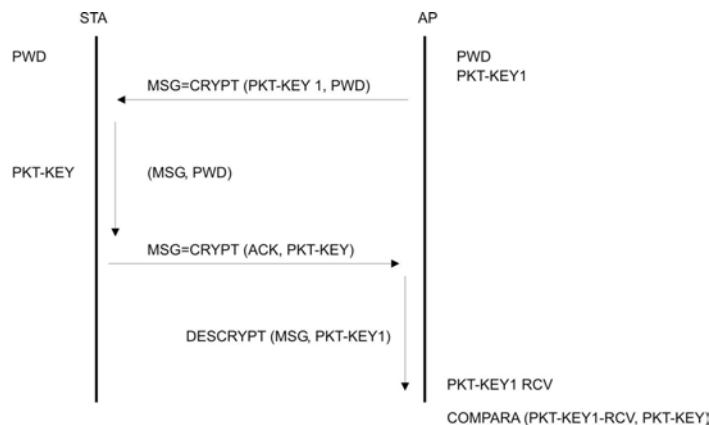 STA
AP
PWD
PWD
PKT-KEY1
MSG=CRYPT (PKT-KEY 1, PWD)
PKT-KEY
(MSG, PWD)
MSG=CRYPT (ACK, PKT-KEY)
DESCRYPT (MSG, PKT-KEY1)
PKT-KEY1 RCV
COMPARA (PKT-KEY1-RCV, PKT-KEY)